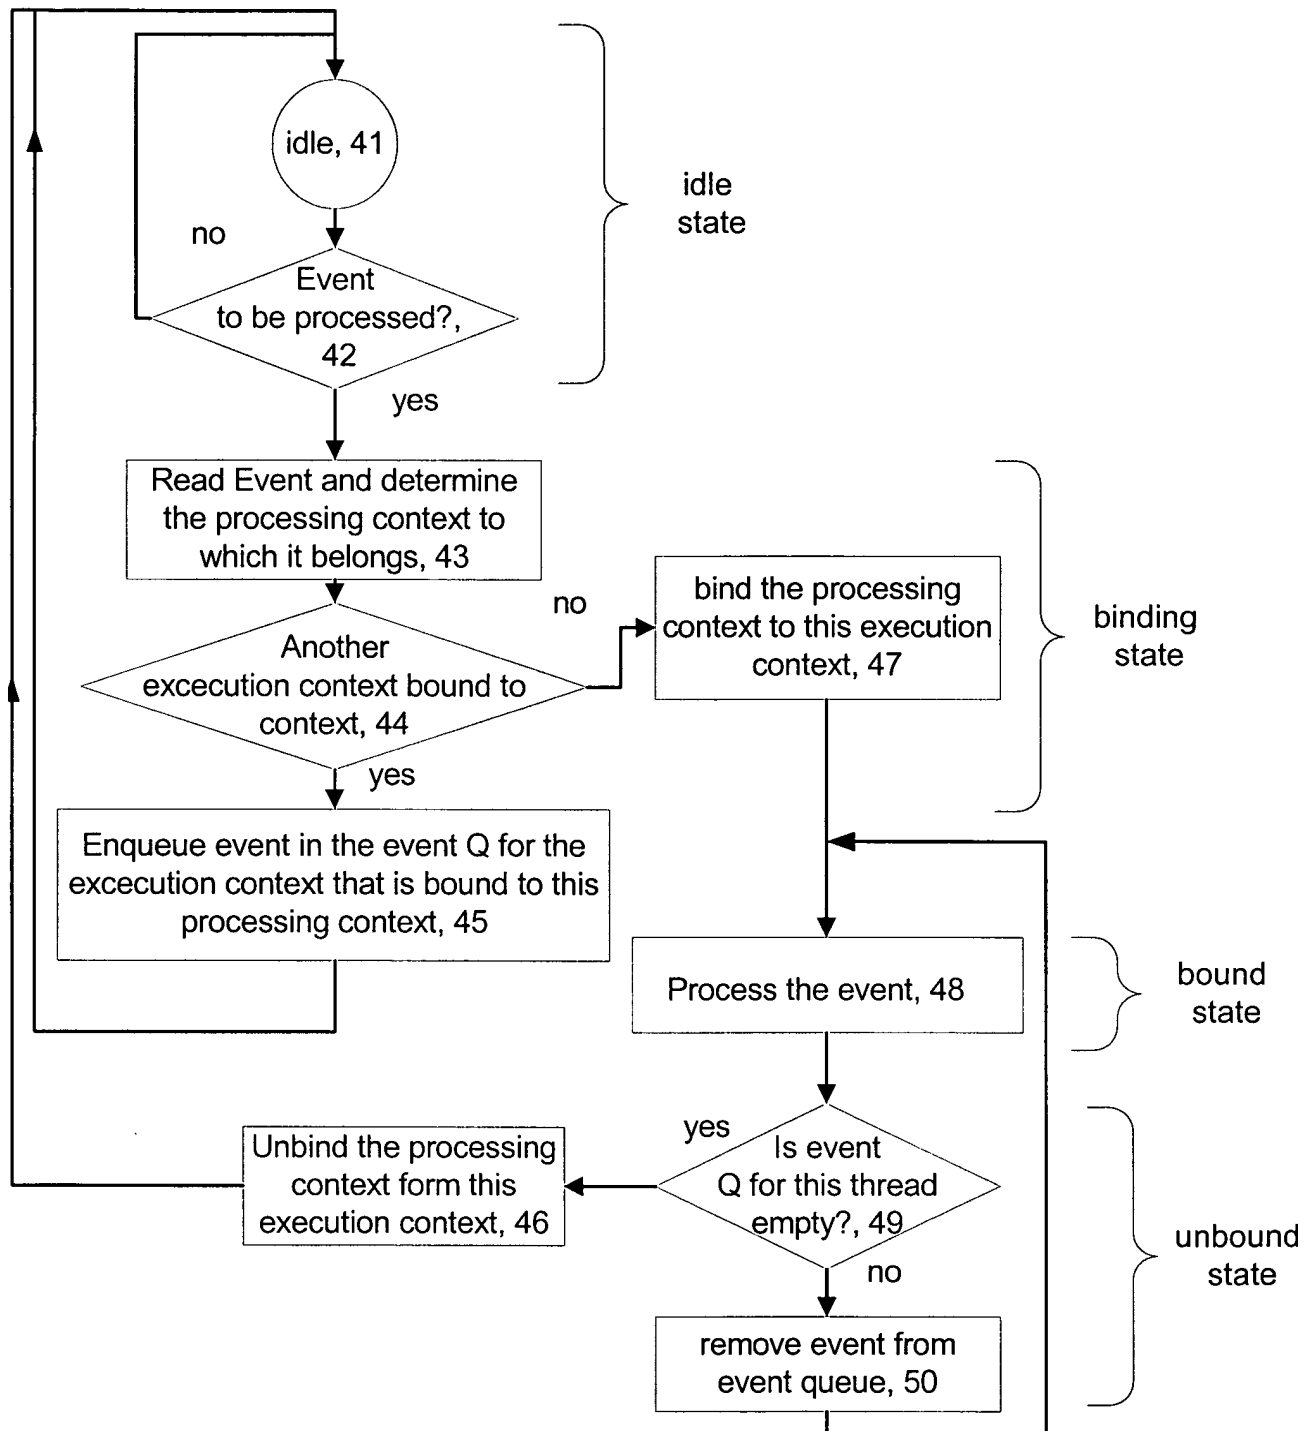 idle, 41
idle
state
no
Event
to be processed?,
42
yes
Read Event and determine
the processing context to
which it belongs, 43
no
bind the processing
context to this execution
context, 47
binding
state
Another
excecution context bound to
context, 44
yes
Enqueue event in the event Q for the
excecution context that is bound to this
processing context, 45
Process the event, 48
bound
state
yes
Is event
Q for this thread
empty?, 49
Unbind the processing
context form this
execution context, 46
unbound
state
no
remove event from
event queue, 50